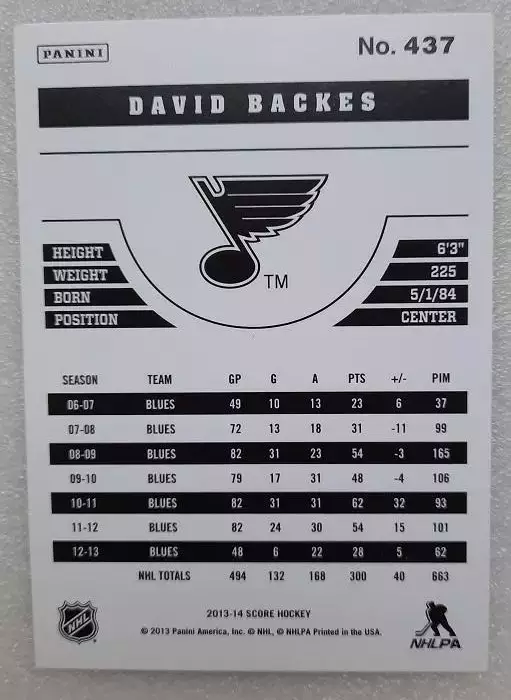 PANINI No. 437
DAVID BACKES
TM
HEIGHT 6'3"
WEIGHT 225
BORN 5/1/84
POSITION CENTER
SEASON TEAM GP G A PTS +/- PIM
06-07 BLUES 49 10 13 23 6 37
07-08 BLUES 72 13 18 31 -11 99
08-09 BLUES 82 31 23 54 -3 165
09-10 BLUES 79 17 31 48 -4 106
10-11 BLUES 82 31 31 62 32 93
11-12 BLUES 82 24 30 54 15 101
12-13 BLUES 48 6 22 28 5 62
NHL TOTALS 494 132 168 300 40 663
2013-14 SCORE HOCKEY
© 2013 Panini America, Inc. © NHL, © NHLPA Printed in the USA.
NHL
NHLPA